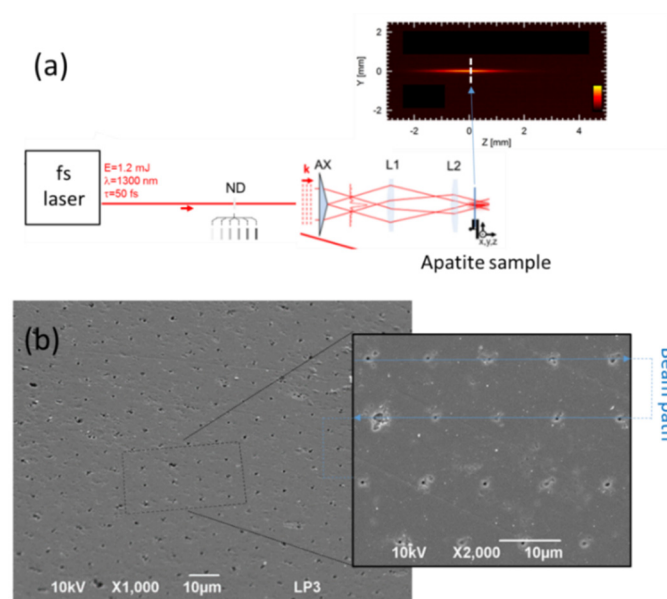 (a)
fs
laser
E=1.2 mJ
λ=1300 nm
τ=50 fs
ND
k
AX
L1
L2
x,y,z
Apatite sample
Y [mm]
2
0
-2
-2
0
2
4
Z [mm]
(b)
10kV
X1,000
10μm
LP3
Beam path
10kV
X2,000
10μm